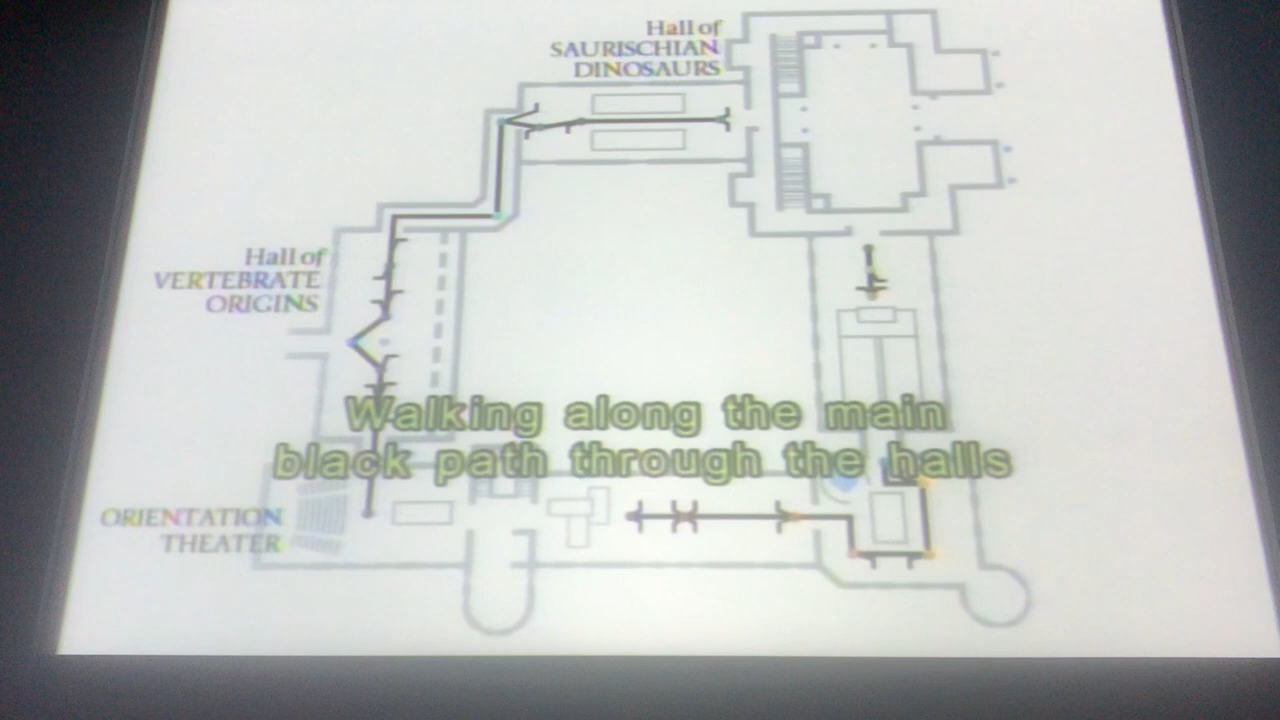 Hall of
SAURISCHIAN
DINOSAURS
Hall of
VERTEBRATE
ORIGINS
Walking along the main
black path through the halls
ORIENTATION
THEATER